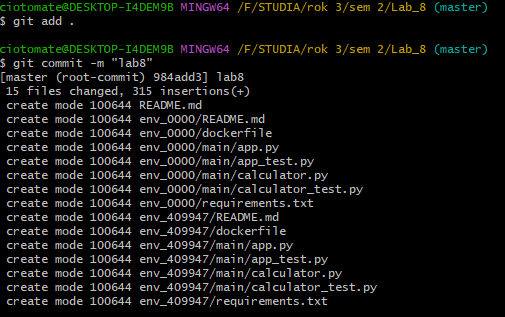 ciotomate@DESKTOP-I4DEM9B MINGW64 /F/STUDIA/rok 3/sem 2/Lab_8 (master)
$ git add .
ciotomate@DESKTOP-I4DEM9B MINGW64 /F/STUDIA/rok 3/sem 2/Lab_8 (master)
$ git commit -m "lab8"
[master (root-commit) 984add3] lab8
 15 files changed, 315 insertions(+)
 create mode 100644 README.md
 create mode 100644 env_0000/README.md
 create mode 100644 env_0000/dockerfile
 create mode 100644 env_0000/main/app.py
 create mode 100644 env_0000/main/app_test.py
 create mode 100644 env_0000/main/calculator.py
 create mode 100644 env_0000/main/calculator_test.py
 create mode 100644 env_0000/requirements.txt
 create mode 100644 env_409947/README.md
 create mode 100644 env_409947/dockerfile
 create mode 100644 env_409947/main/app.py
 create mode 100644 env_409947/main/app_test.py
 create mode 100644 env_409947/main/calculator.py
 create mode 100644 env_409947/main/calculator_test.py
 create mode 100644 env_409947/requirements.txt